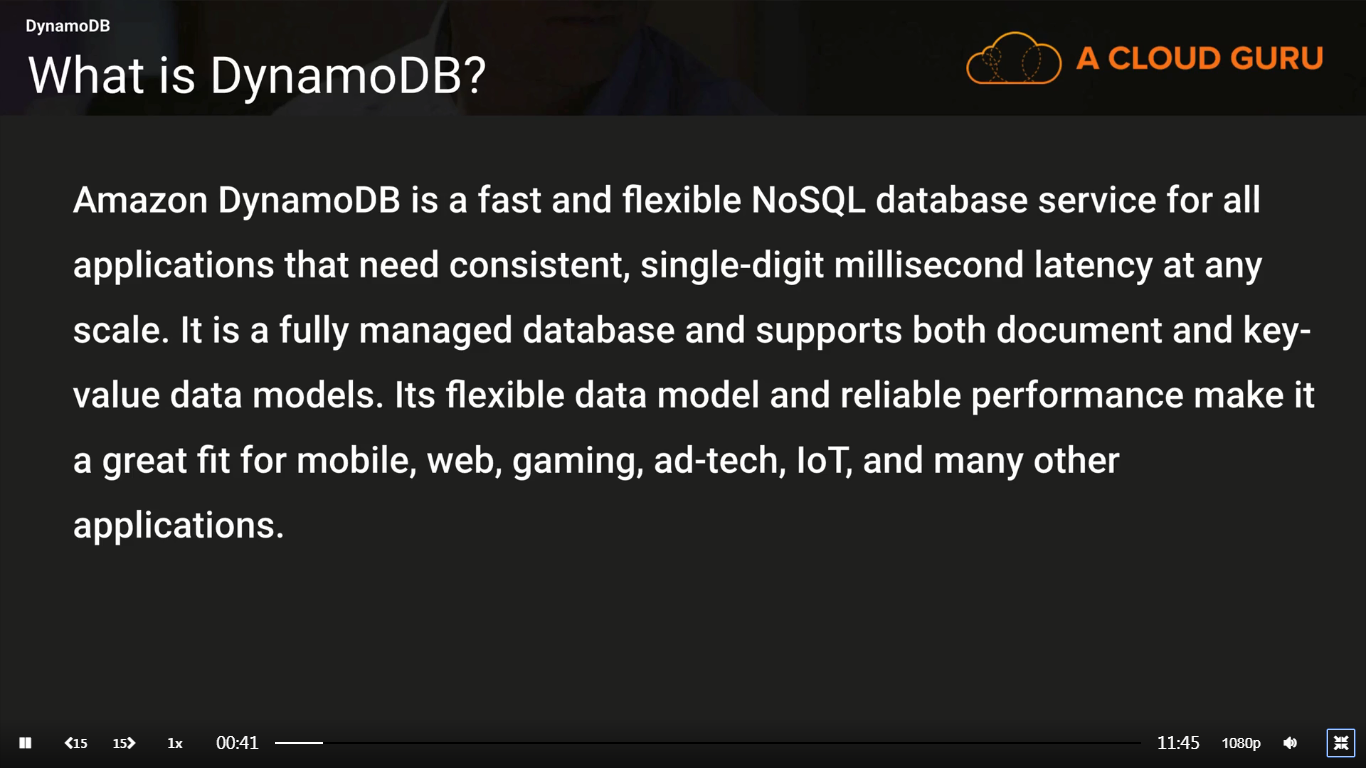 DynamoDB
What is DynamoDB?
A CLOUD GURU
Amazon DynamoDB is a fast and flexible NoSQL database service for all
applications that need consistent, single-digit millisecond latency at any
scale. It is a fully managed database and supports both document and key-
value data models. Its flexible data model and reliable performance make it
a great fit for mobile, web, gaming, ad-tech, IoT, and many other
applications.
15 15 1x 00:41 11:45 1080p